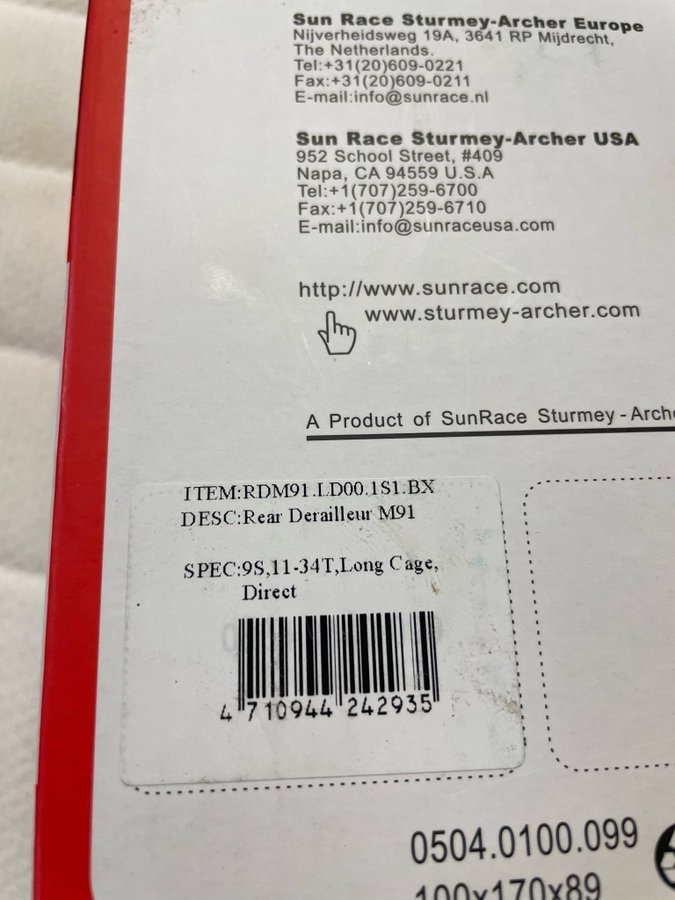 Sun Race Sturmey-Archer Europe
Nijverheidsweg 19A, 3641 RP Mijdrecht,
The Netherlands.
Tel:+31(20)609-0221
Fax:+31(20)609-0211
E-mail:info@sunrace.nl
Sun Race Sturmey-Archer USA
952 School Street, #409
Napa, CA 94559 U.S.A
Tel:+1(707)259-6700
Fax:+1(707)259-6710
E-mail:info@sunraceusa.com
http://www.sunrace.com
www.sturmey-archer.com
A Product of SunRace Sturmey-Arch
ITEM:RDM91.LD00.1S1.BX
DESC:Rear Derailleur M91
SPEC:9S,11-34T,Long Cage,
Direct
4 710944 242935
0504.0100.099
100x170x89